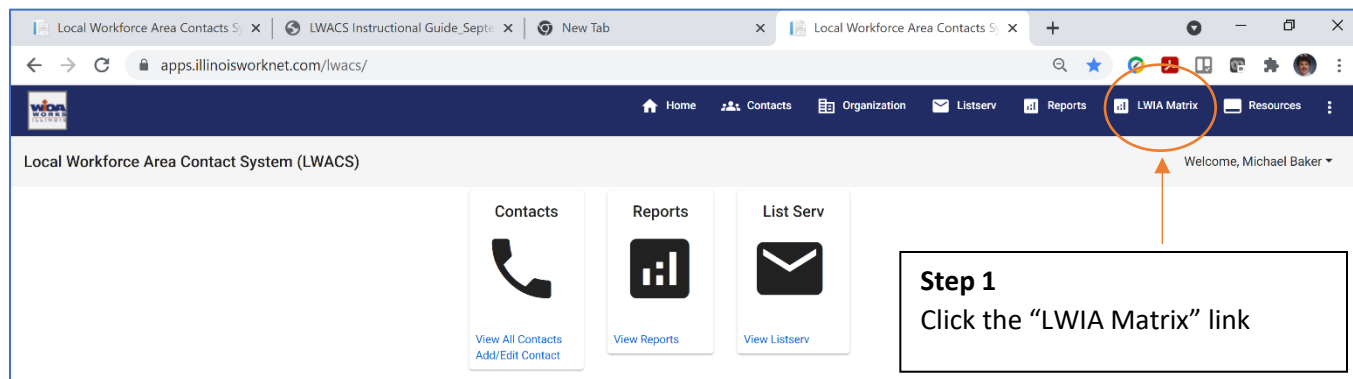 Local Workforce Area Contacts Sy
LWACS Instructional Guide_Septe
New Tab
Local Workforce Area Contacts Sy
apps.illinoisworknet.com/lwacs/
WIOA
WORKS
ILLINOIS
Home
Contacts
Organization
Listserv
Reports
LWIA Matrix
Resources
Local Workforce Area Contact System (LWACS)
Welcome, Michael Baker
Contacts
Reports
List Serv
View All Contacts
Add/Edit Contact
View Reports
View Listserv
Step 1
Click the “LWIA Matrix” link